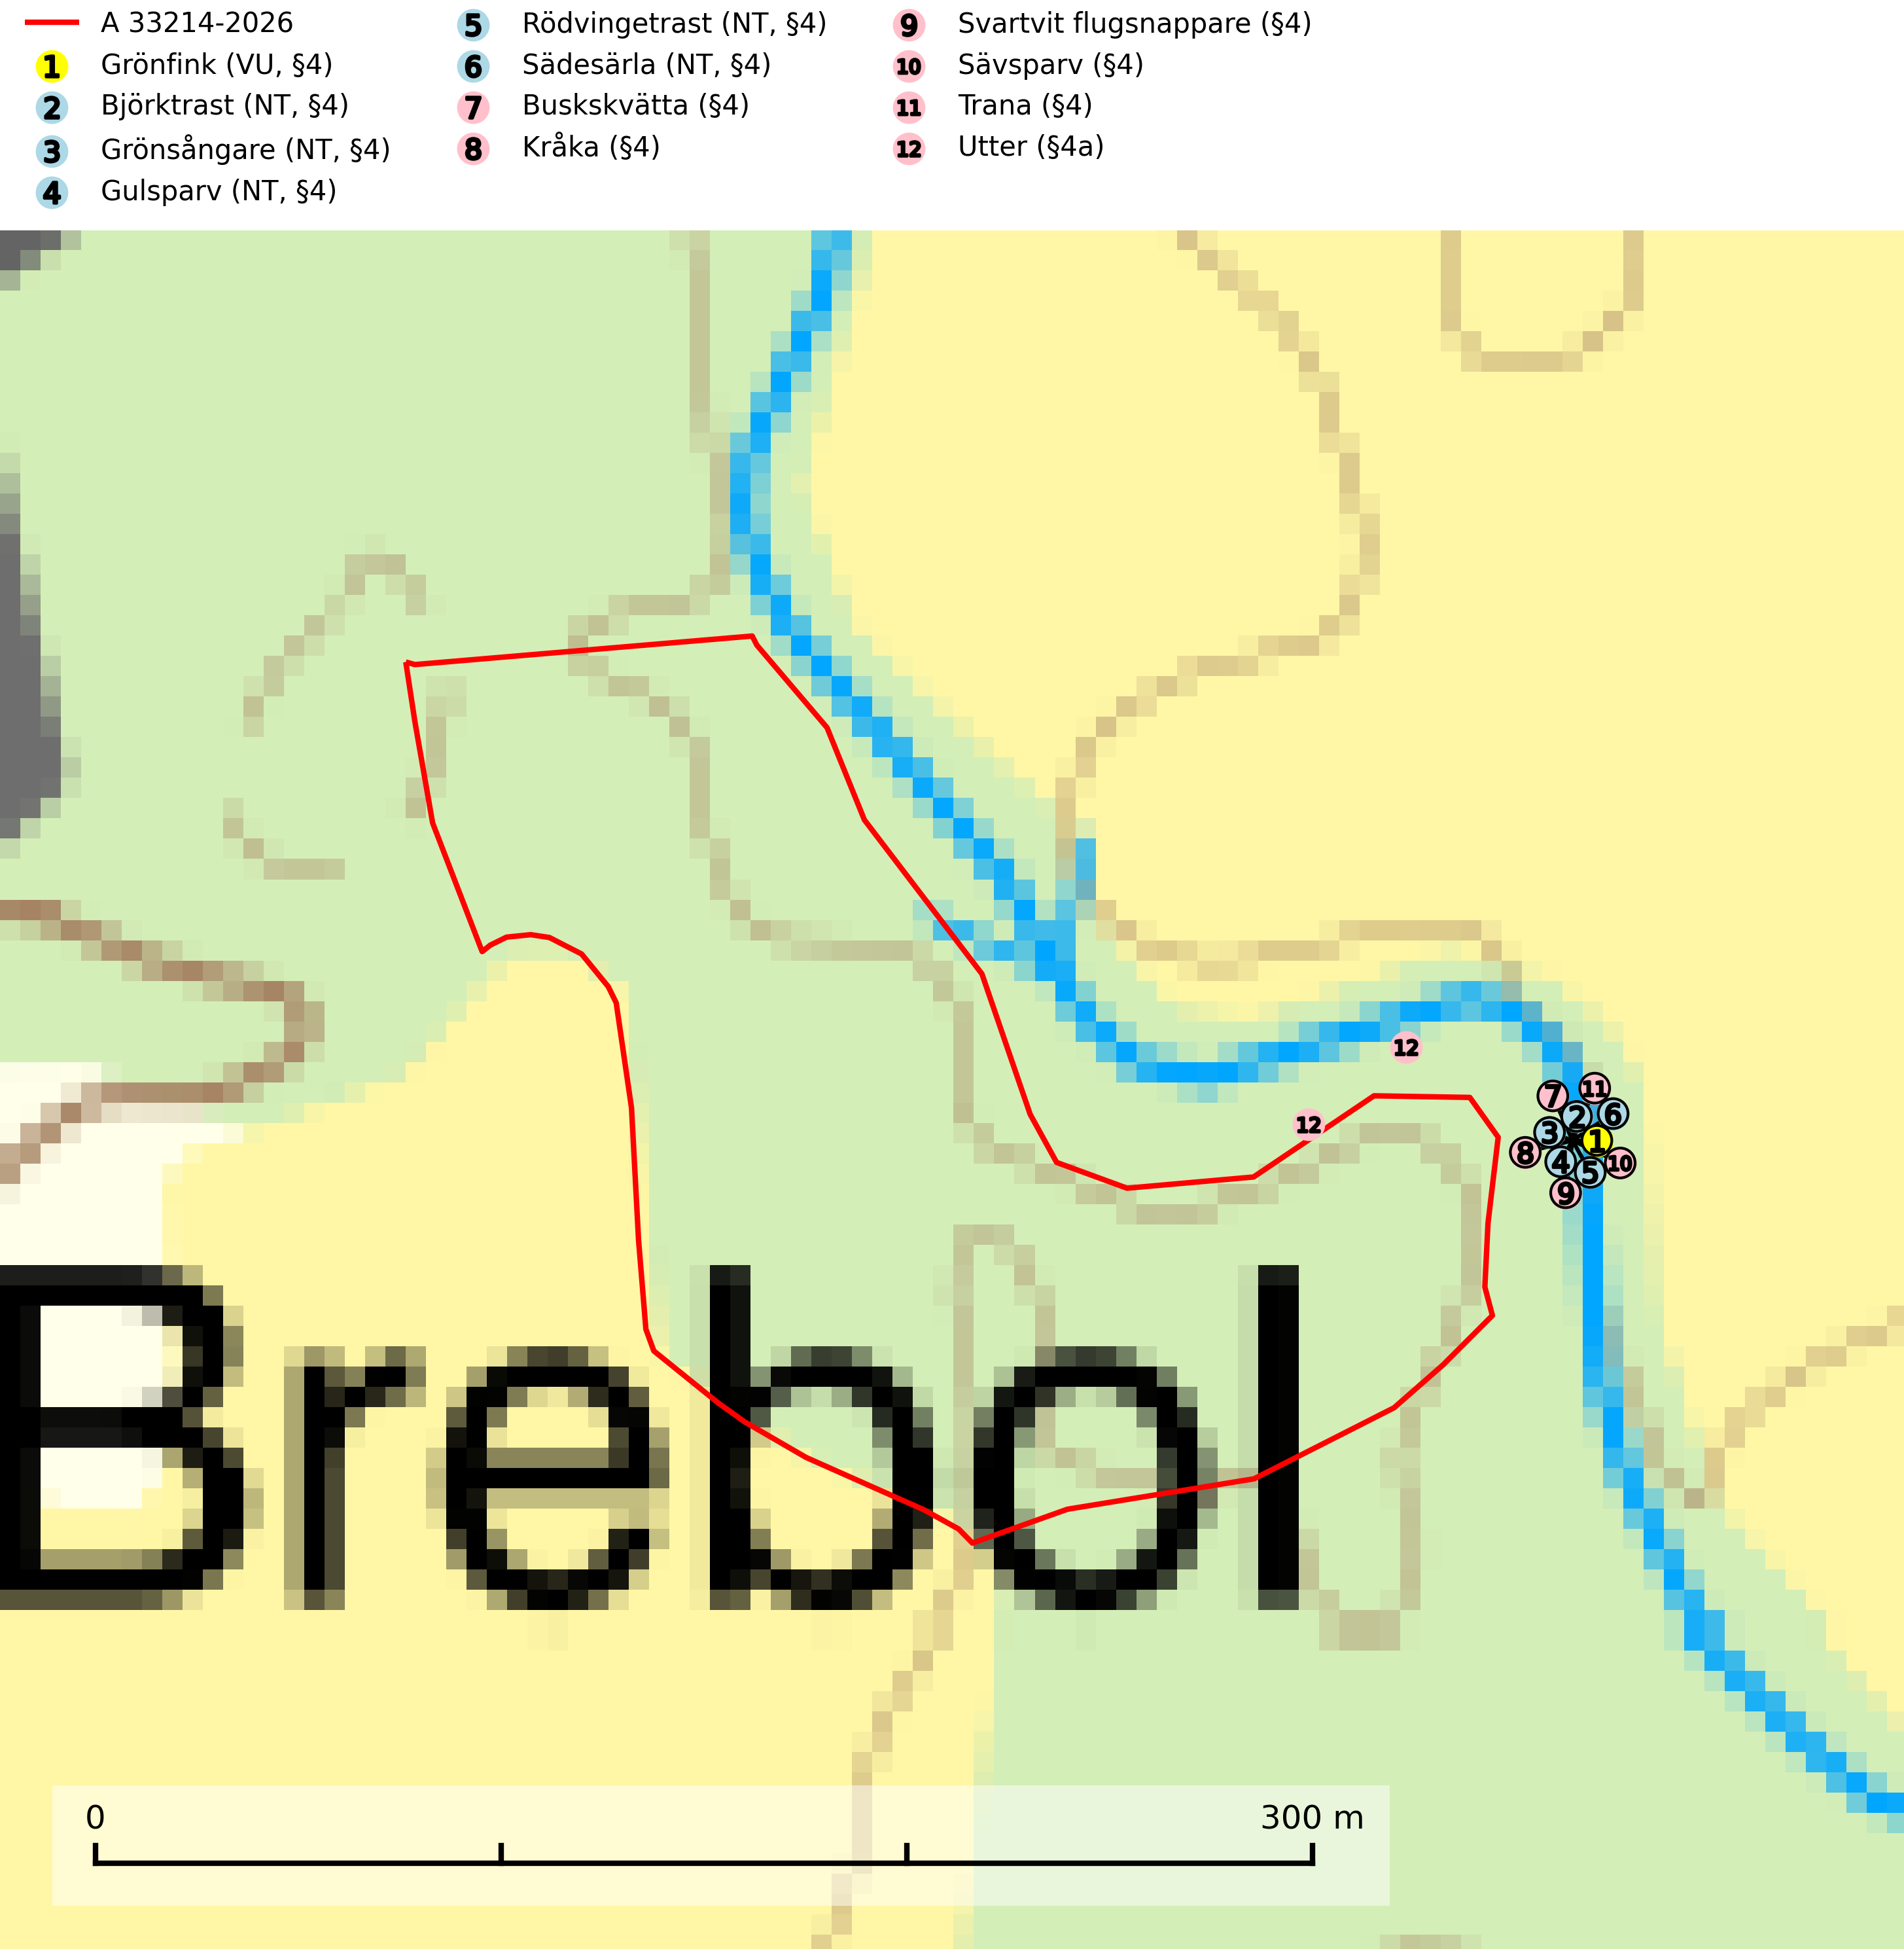 A 33214-2026
1 Grönfink (VU, §4)
2 Björktrast (NT, §4)
3 Grönsångare (NT, §4)
4 Gulsparv (NT, §4)
5 Rödvingetrast (NT, §4)
6 Sädesärla (NT, §4)
7 Buskskvätta (§4)
8 Kråka (§4)
9 Svartvit flugsnappare (§4)
10 Sävsparv (§4)
11 Trana (§4)
12 Utter (§4a)
12
7 11
2 6
12 3 1
8 4 5 10
9
Brebol
0 300 m